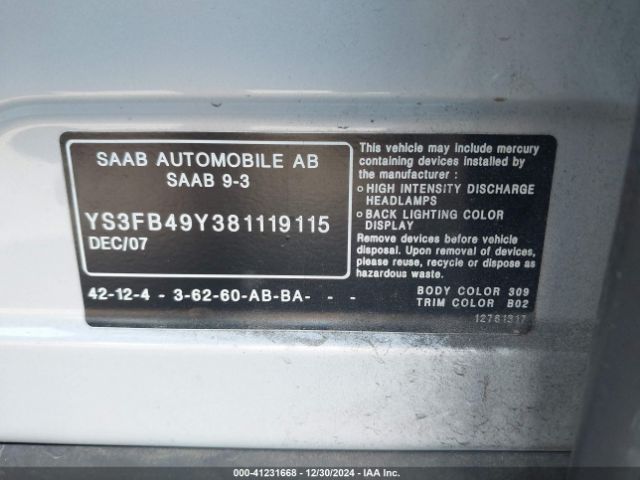 SAAB AUTOMOBILE AB
SAAB 9-3
YS3FB49Y381119115
DEC/07
This vehicle may include mercury
containing devices installed by
the manufacturer :
o HIGH INTENSITY DISCHARGE
HEADLAMPS
o BACK LIGHTING COLOR
DISPLAY
Remove devices before vehicle
disposal. Upon removal of devices,
please reuse, recycle or dispose as
hazardous waste.
42-12-4 - 3-62-60-AB-BA- - -
BODY COLOR 309
TRIM COLOR B02
12761317
000-41231668 • 12/30/2024 • IAA Inc.